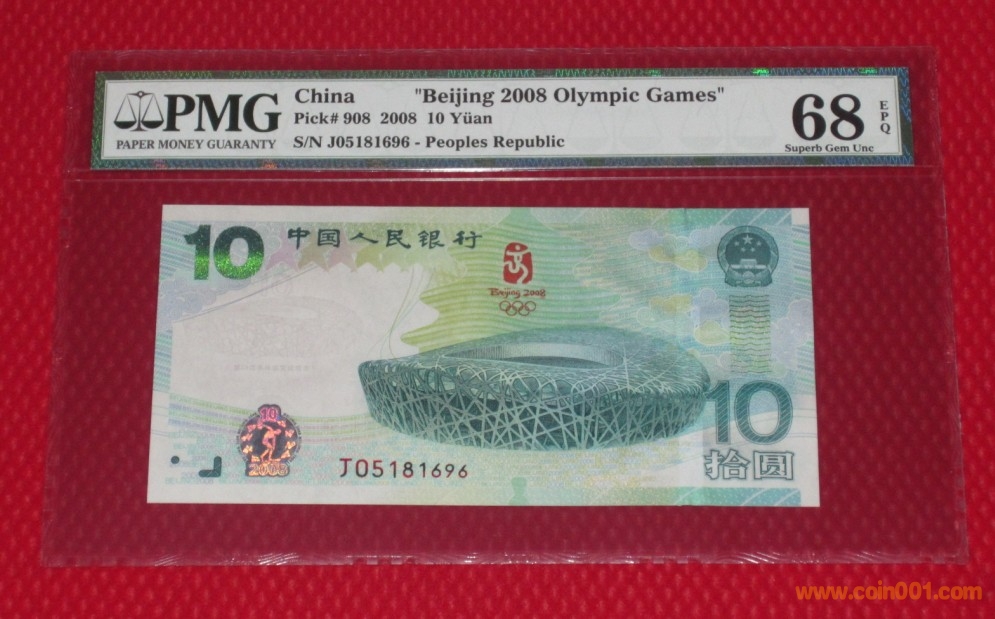 PMG
PAPER MONEY GUARANTY
China "Beijing 2008 Olympic Games"
Pick# 908 2008 10 Yüan
S/N J05181696 - Peoples Republic
68
EPQ
Superb Gem Unc
10 中国人民银行
Beijing 2008
10
拾圆
10
2008
J05181696
www.coin001.com